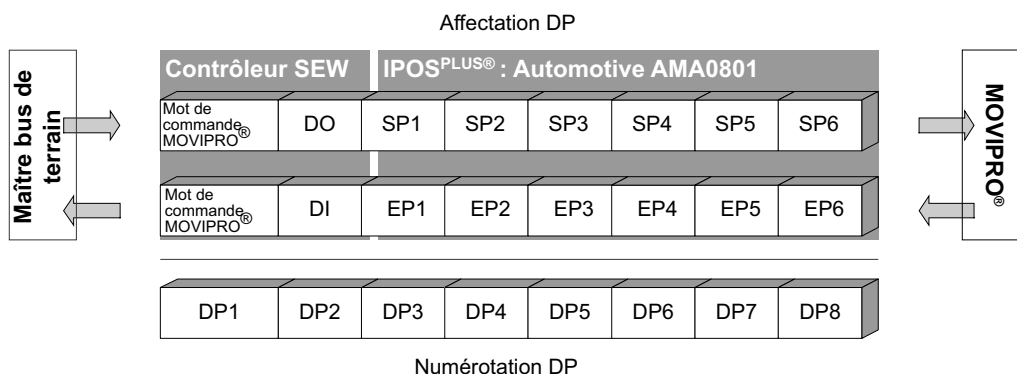 Affectation DP
Maître bus de
terrain
Contrôleur SEW IPOSPLUS® : Automotive AMA0801
Mot de
commande
MOVIPRO®
DO SP1 SP2 SP3 SP4 SP5 SP6
Mot de
commande
MOVIPRO®
DI EP1 EP2 EP3 EP4 EP5 EP6
MOVIPRO®
DP1 DP2 DP3 DP4 DP5 DP6 DP7 DP8
Numérotation DP